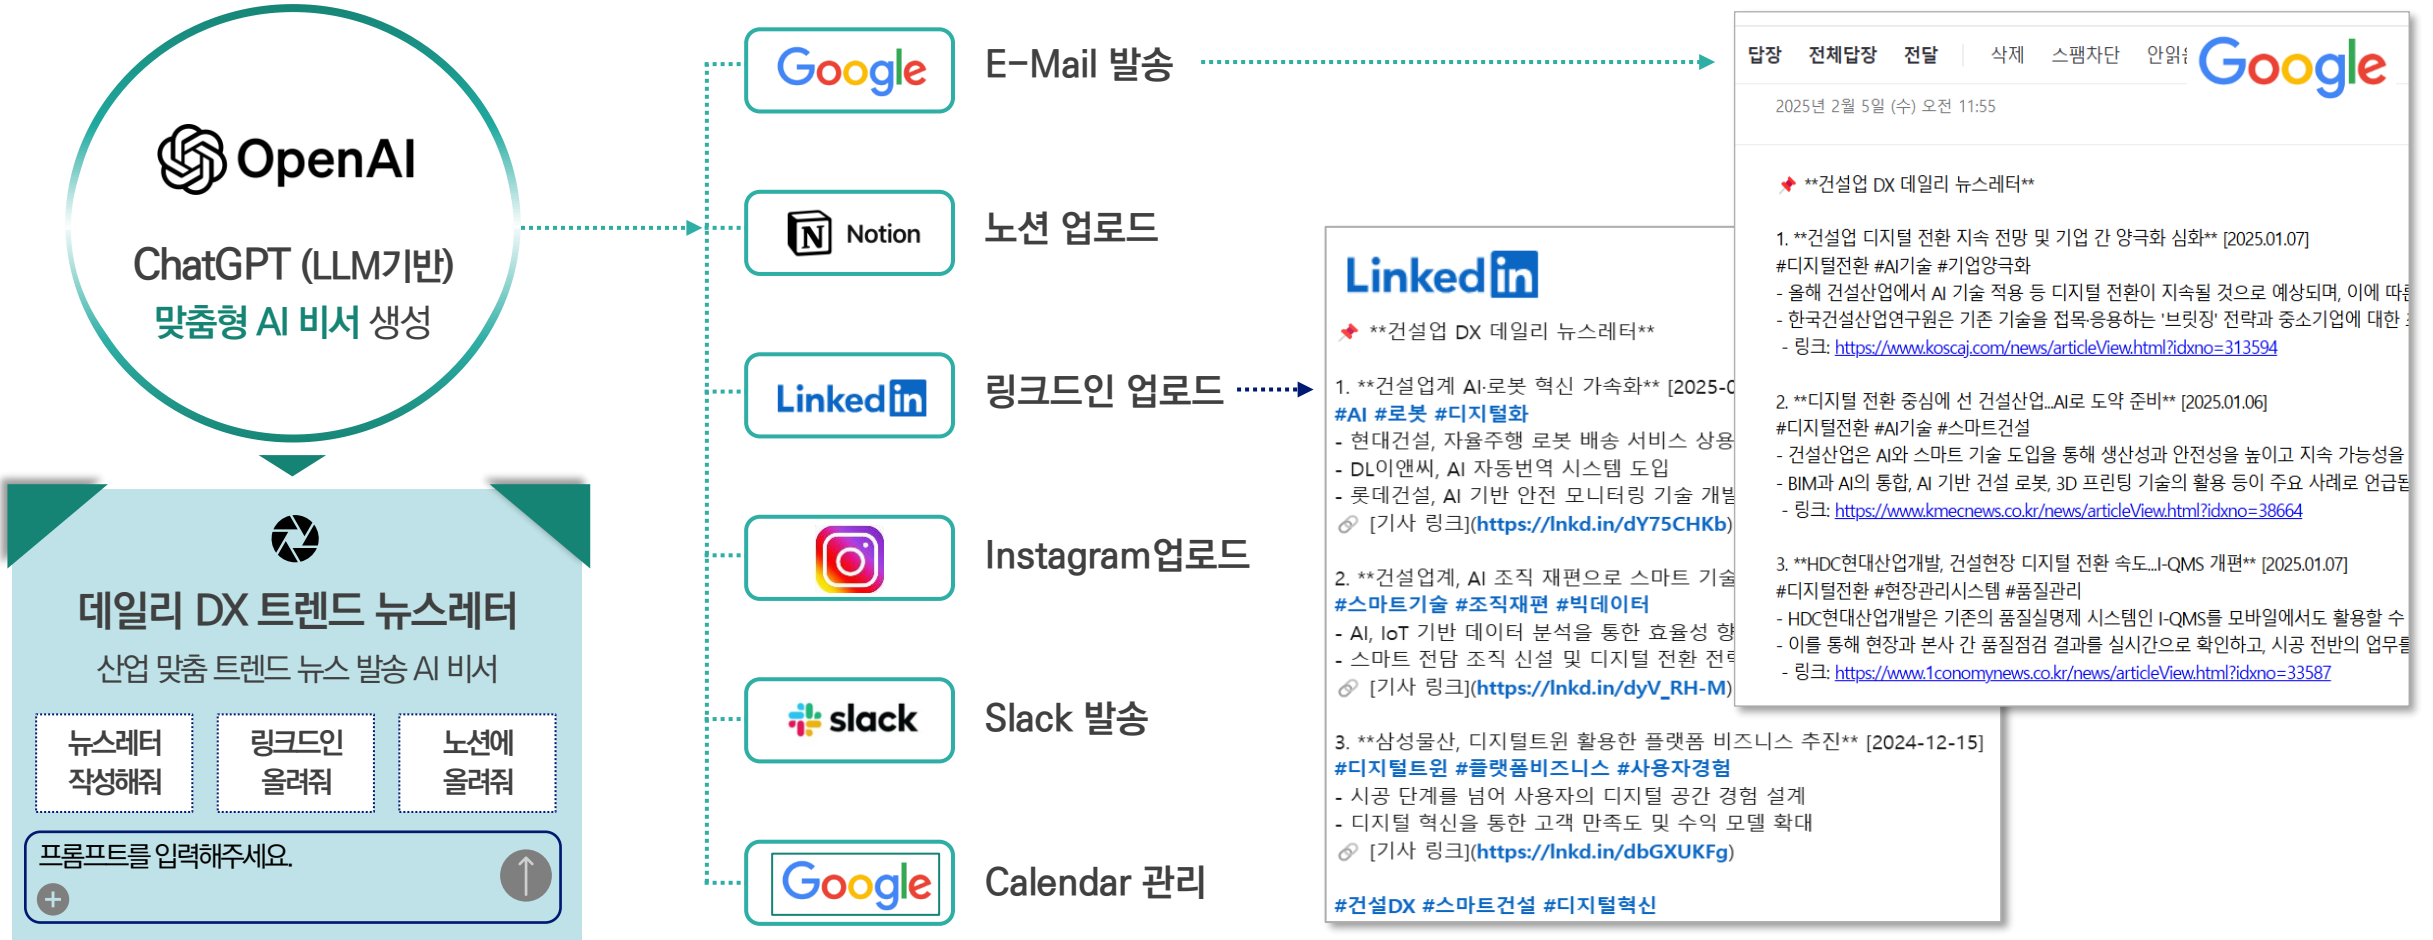 OpenAI
ChatGPT (LLM기반)
맞춤형 AI 비서 생성
데일리 DX 트렌드 뉴스레터
산업 맞춤 트렌드 뉴스 발송 AI 비서
뉴스레터
작성해줘
링크드인
올려줘
노션에
올려줘
프롬프트를 입력해주세요.
Google
E-Mail 발송
Notion
노션 업로드
Linked in
링크드인 업로드
Instagram업로드
slack
Slack 발송
Google
Calendar 관리
Linked in
📌 **건설업 DX 데일리 뉴스레터**
1. **건설업계 AI·로봇 혁신 가속화** [2025-0
#AI #로봇 #디지털화
- 현대건설, 자율주행 로봇 배송 서비스 상용
- DL이앤씨, AI 자동번역 시스템 도입
- 롯데건설, AI 기반 안전 모니터링 기술 개발
🔗 [기사 링크](https://lnkd.in/dY75CHKb)
2. **건설업계, AI 조직 재편으로 스마트 기술
#스마트기술 #조직재편 #빅데이터
- AI, IoT 기반 데이터 분석을 통한 효율성 향
- 스마트 전담 조직 신설 및 디지털 전환 전략
🔗 [기사 링크](https://lnkd.in/dyV_RH-M)
3. **삼성물산, 디지털트윈 활용한 플랫폼 비즈니스 추진** [2024-12-15]
#디지털트윈 #플랫폼비즈니스 #사용자경험
- 시공 단계를 넘어 사용자의 디지털 공간 경험 설계
- 디지털 혁신을 통한 고객 만족도 및 수익 모델 확대
🔗 [기사 링크](https://lnkd.in/dbGXUKFg)
#건설DX #스마트건설 #디지털혁신
답장 전체답장 전달 삭제 스팸차단 안읽음
Google
2025년 2월 5일 (수) 오전 11:55
📌 **건설업 DX 데일리 뉴스레터**
1. **건설업 디지털 전환 지속 전망 및 기업 간 양극화 심화** [2025.01.07]
#디지털전환 #AI기술 #기업양극화
- 올해 건설산업에서 AI 기술 적용 등 디지털 전환이 지속될 것으로 예상되며, 이에 따른
- 한국건설산업연구원은 기존 기술을 접목·응용하는 '브릿징' 전략과 중소기업에 대한
- 링크: https://www.koscaj.com/news/articleView.html?idxno=313594
2. **디지털 전환 중심에 선 건설산업...AI로 도약 준비** [2025.01.06]
#디지털전환 #AI기술 #스마트건설
- 건설산업은 AI와 스마트 기술 도입을 통해 생산성과 안전성을 높이고 지속 가능성을
- BIM과 AI의 통합, AI 기반 건설 로봇, 3D 프린팅 기술의 활용 등이 주요 사례로 언급됨
- 링크: https://www.kmecnews.co.kr/news/articleView.html?idxno=38664
3. **HDC현대산업개발, 건설현장 디지털 전환 속도...I-QMS 개편** [2025.01.07]
#디지털전환 #현장관리시스템 #품질관리
- HDC현대산업개발은 기존의 품질실명제 시스템인 I-QMS를 모바일에서도 활용할 수
- 이를 통해 현장과 본사 간 품질점검 결과를 실시간으로 확인하고, 시공 전반의 업무를
- 링크: https://www.1conomynews.co.kr/news/articleView.html?idxno=33587